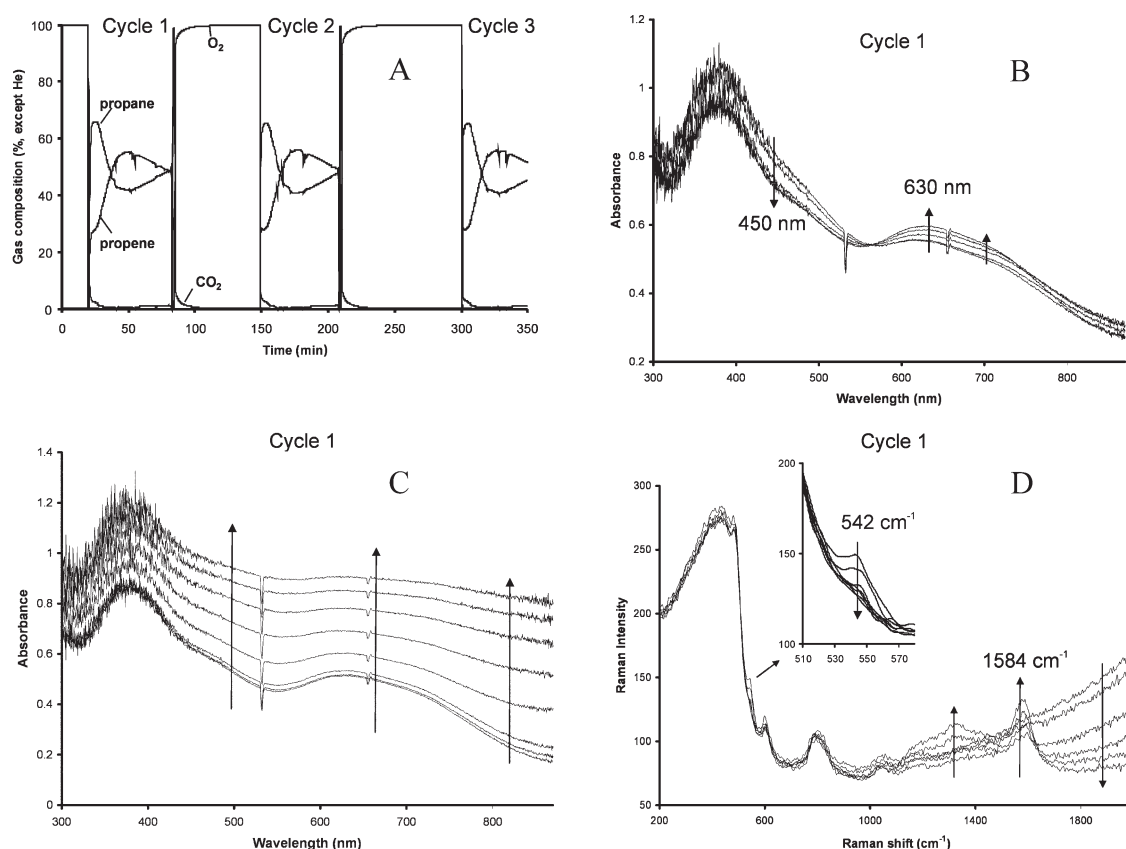 Cycle 1
Cycle 2
Cycle 3
A
O2
propane
propene
CO2
Gas composition (%, except He)
100
80
60
40
20
0
0 50 100 150 200 250 300 350
Time (min)
Cycle 1
B
630 nm
450 nm
Absorbance
1.2
1
0.8
0.6
0.4
0.2
300 400 500 600 700 800
Wavelength (nm)
Cycle 1
C
Absorbance
1.4
1.2
1
0.8
0.6
0.4
0.2
0
300 400 500 600 700 800
Wavelength (nm)
Cycle 1
D
200
150
100
510 530 550 570
542 cm-1
1584 cm-1
Raman Intensity
300
250
200
150
100
50
200 600 1000 1400 1800
Raman shift (cm-1)